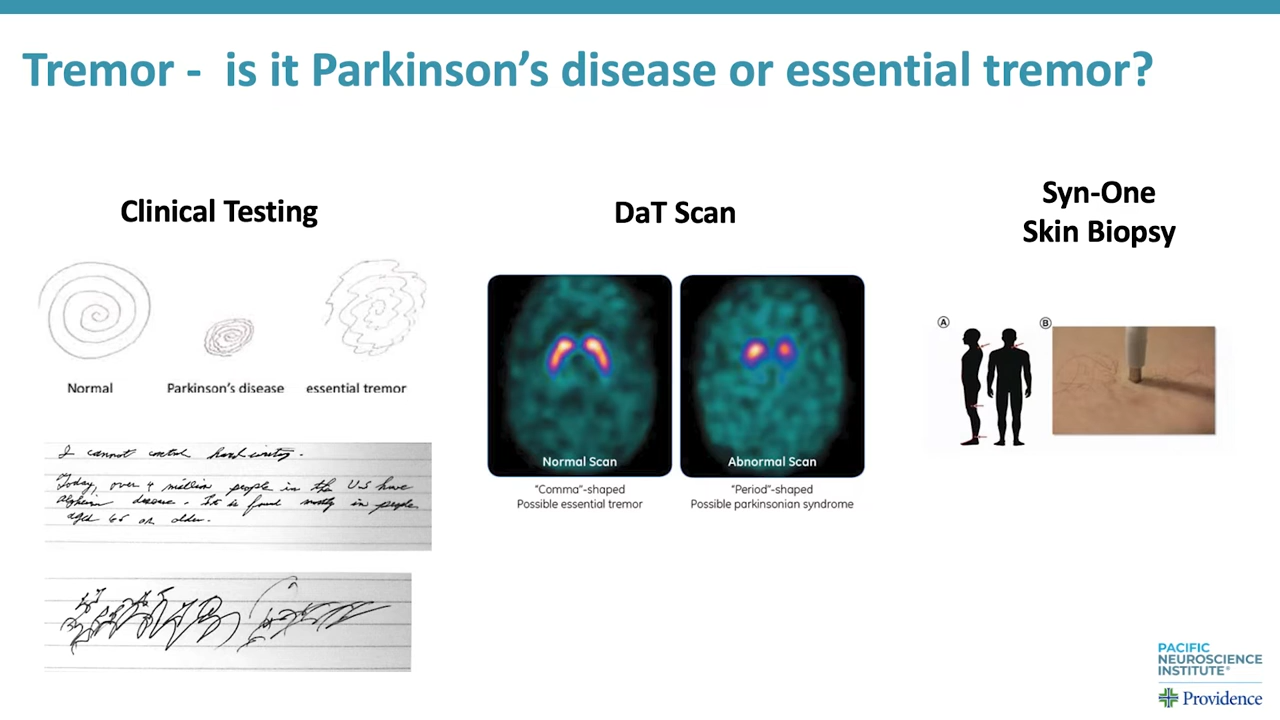 Tremor - is it Parkinson's disease or essential tremor?
Clinical Testing
Normal
Parkinson's disease
essential tremor
I cannot control hand writing.
Today, over 4 million people in the US have
disease. It is found mostly in people
aged 65 or older.
DaT Scan
Normal Scan
Abnormal Scan
"Comma"-shaped
Possible essential tremor
"Period"-shaped
Possible parkinsonian syndrome
Syn-One
Skin Biopsy
A
B
PACIFIC
NEUROSCIENCE
INSTITUTE®
Providence